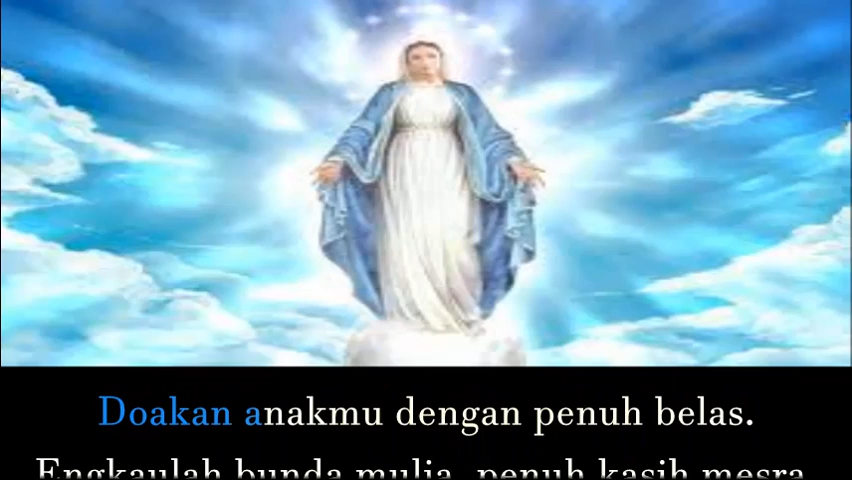 Doakan anakmu dengan penuh belas.
Engkaulah bunda mulia, penuh kasih mesra